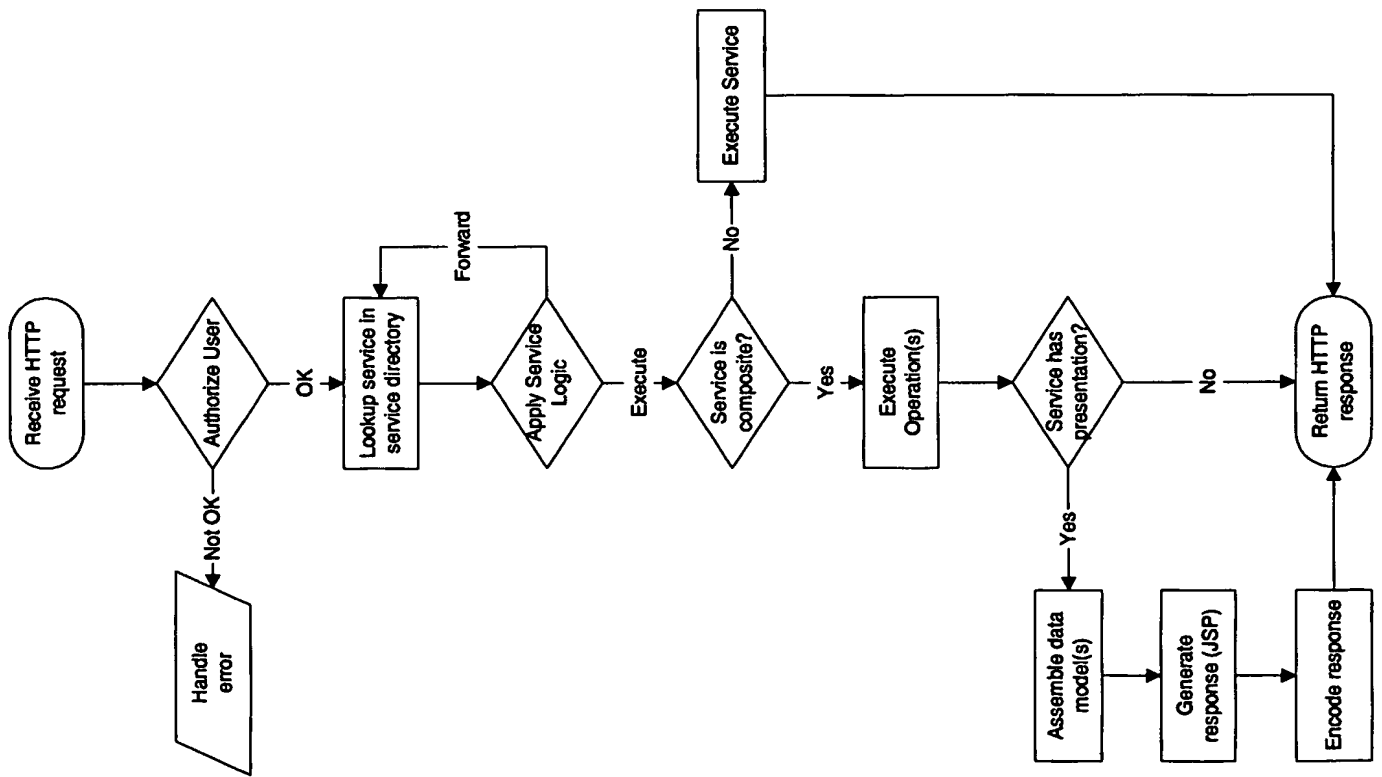 Receive HTTP
request
Authorize User
Not OK
Handle
error
OK
Lookup service in
service directory
Forward
Apply Service
Logic
Execute
Service is
composite?
No
Execute Service
Yes
Execute
Operation(s)
Service has
presentation?
Yes
No
Assemble data
model(s)
Generate
response (JSP)
Encode response
Return HTTP
response